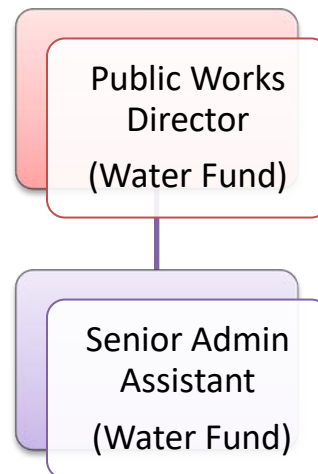 Public Works
Director
(Water Fund)
Senior Admin
Assistant
(Water Fund)